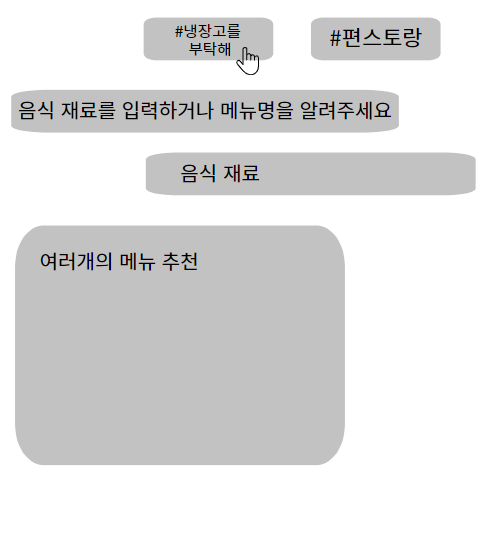 #냉장고를
부탁해
#편스토랑
음식 재료를 입력하거나 메뉴명을 알려주세요
음식 재료
여러개의 메뉴 추천